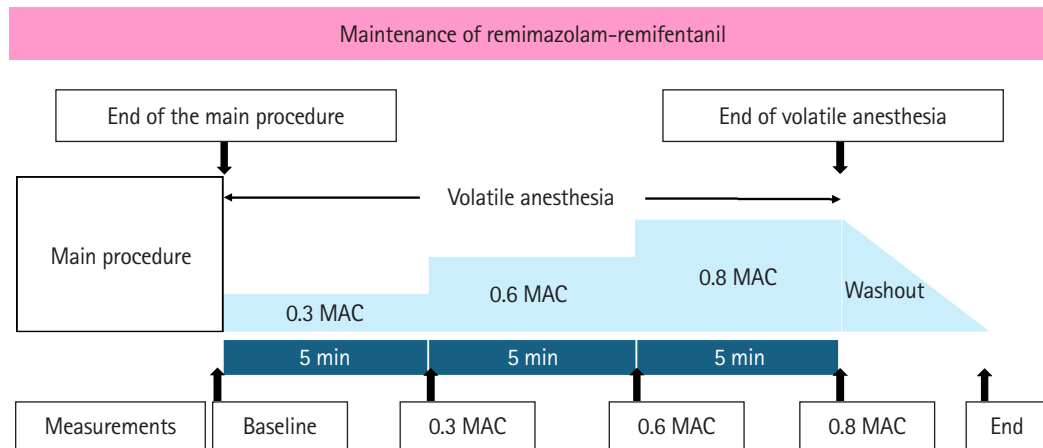 Maintenance of remimazolam-remifentanil
End of the main procedure
End of volatile anesthesia
Volatile anesthesia
Main procedure
0.3 MAC
0.6 MAC
0.8 MAC
Washout
5 min
5 min
5 min
Measurements
Baseline
0.3 MAC
0.6 MAC
0.8 MAC
End